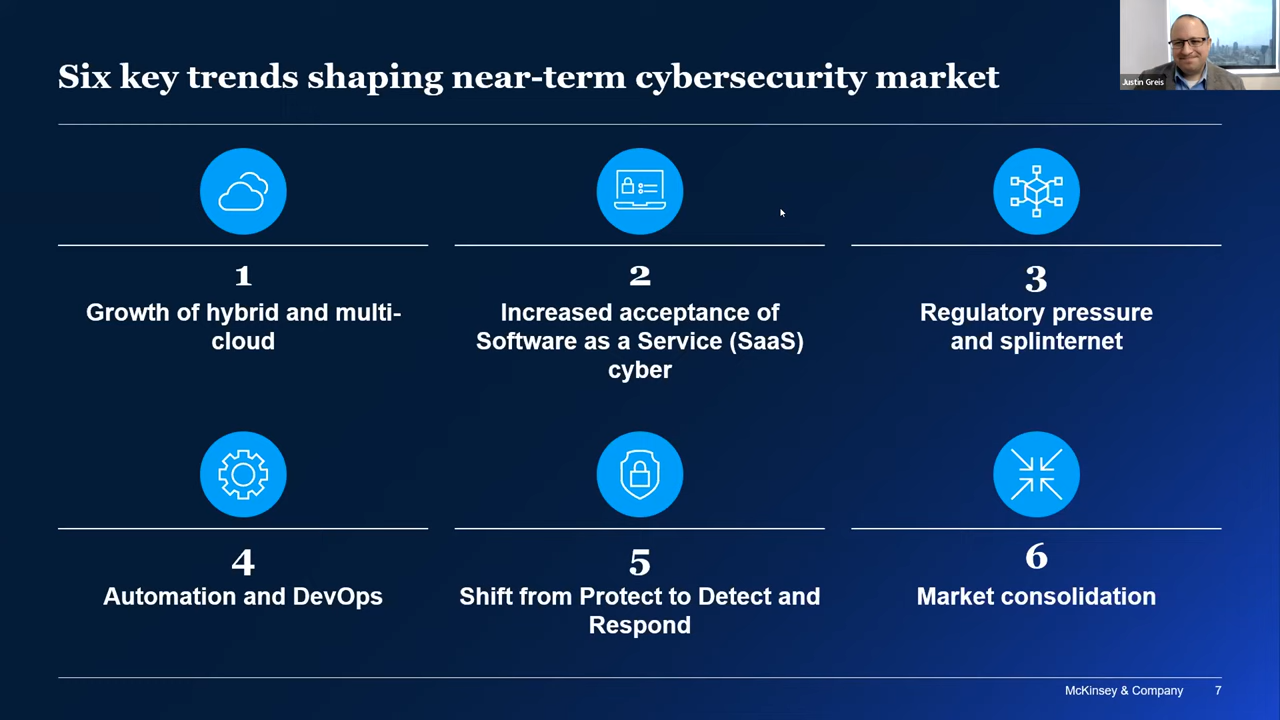 Six key trends shaping near-term cybersecurity market
Justin Greis
1
Growth of hybrid and multi-
cloud
2
Increased acceptance of
Software as a Service (SaaS)
cyber
3
Regulatory pressure
and splinternet
4
Automation and DevOps
5
Shift from Protect to Detect and
Respond
6
Market consolidation
McKinsey & Company 7